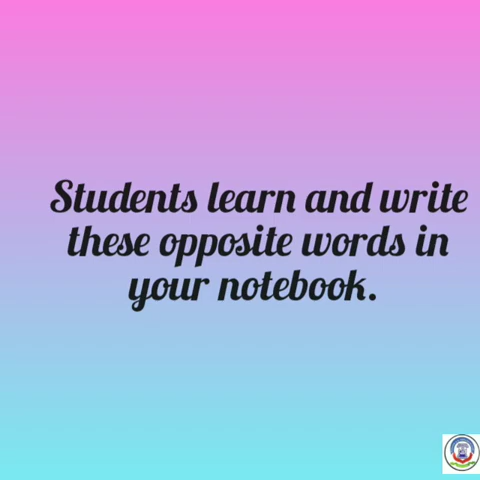 Students learn and write
these opposite words in
your notebook.